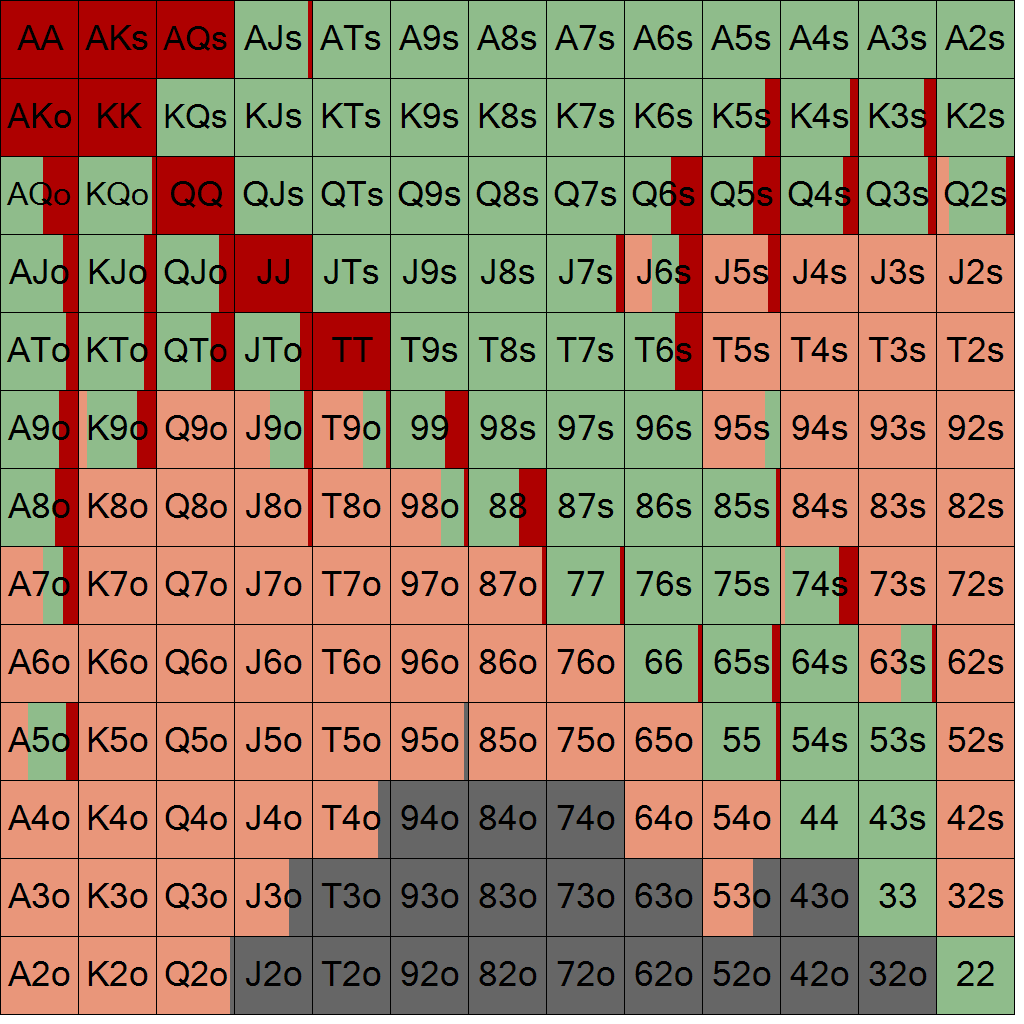 AA AKs AQs AJs ATs A9s A8s A7s A6s A5s A4s A3s A2s
AKo KK KQs KJs KTs K9s K8s K7s K6s K5s K4s K3s K2s
AQo KQo QQ QJs QTs Q9s Q8s Q7s Q6s Q5s Q4s Q3s Q2s
AJo KJo QJo JJ JTs J9s J8s J7s J6s J5s J4s J3s J2s
ATo KTo QTo JTo TT T9s T8s T7s T6s T5s T4s T3s T2s
A9o K9o Q9o J9o T9o 99 98s 97s 96s 95s 94s 93s 92s
A8o K8o Q8o J8o T8o 98o 88 87s 86s 85s 84s 83s 82s
A7o K7o Q7o J7o T7o 97o 87o 77 76s 75s 74s 73s 72s
A6o K6o Q6o J6o T6o 96o 86o 76o 66 65s 64s 63s 62s
A5o K5o Q5o J5o T5o 95o 85o 75o 65o 55 54s 53s 52s
A4o K4o Q4o J4o T4o 94o 84o 74o 64o 54o 44 43s 42s
A3o K3o Q3o J3o T3o 93o 83o 73o 63o 53o 43o 33 32s
A2o K2o Q2o J2o T2o 92o 82o 72o 62o 52o 42o 32o 22